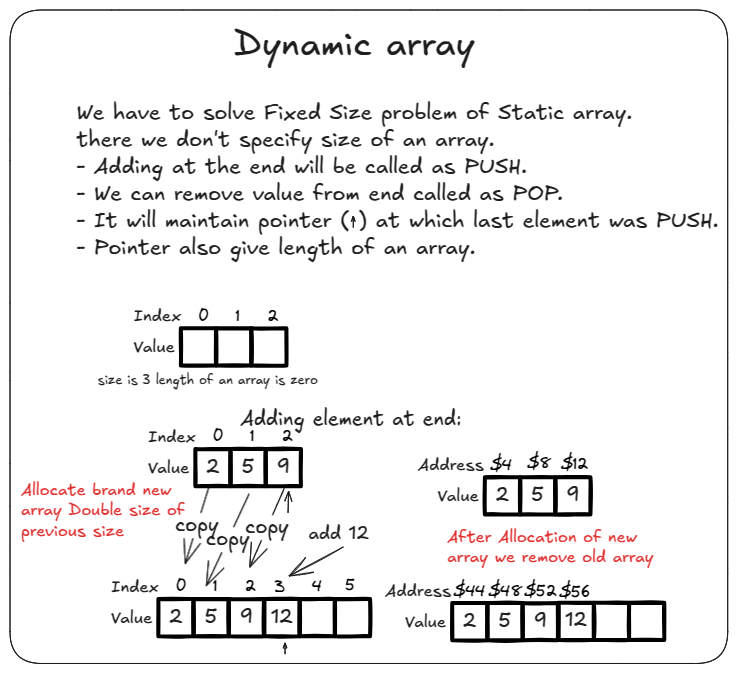 Dynamic array
We have to solve Fixed Size problem of Static array.
there we don't specify size of an array.
- Adding at the end will be called as PUSH.
- We can remove value from end called as POP.
- It will maintain pointer (↑) at which last element was PUSH.
- Pointer also give length of an array.
Index 0 1 2
Value
size is 3 length of an array is zero
Adding element at end:
Index 0 1 2
Value 2 5 9
Allocate brand new
array Double size of
previous size
copy copy copy
add 12
Index 0 1 2 3 4 5
Value 2 5 9 12
Address $4 $8 $12
Value 2 5 9
After Allocation of new
array we remove old array
Address $44 $48 $52 $56
Value 2 5 9 12